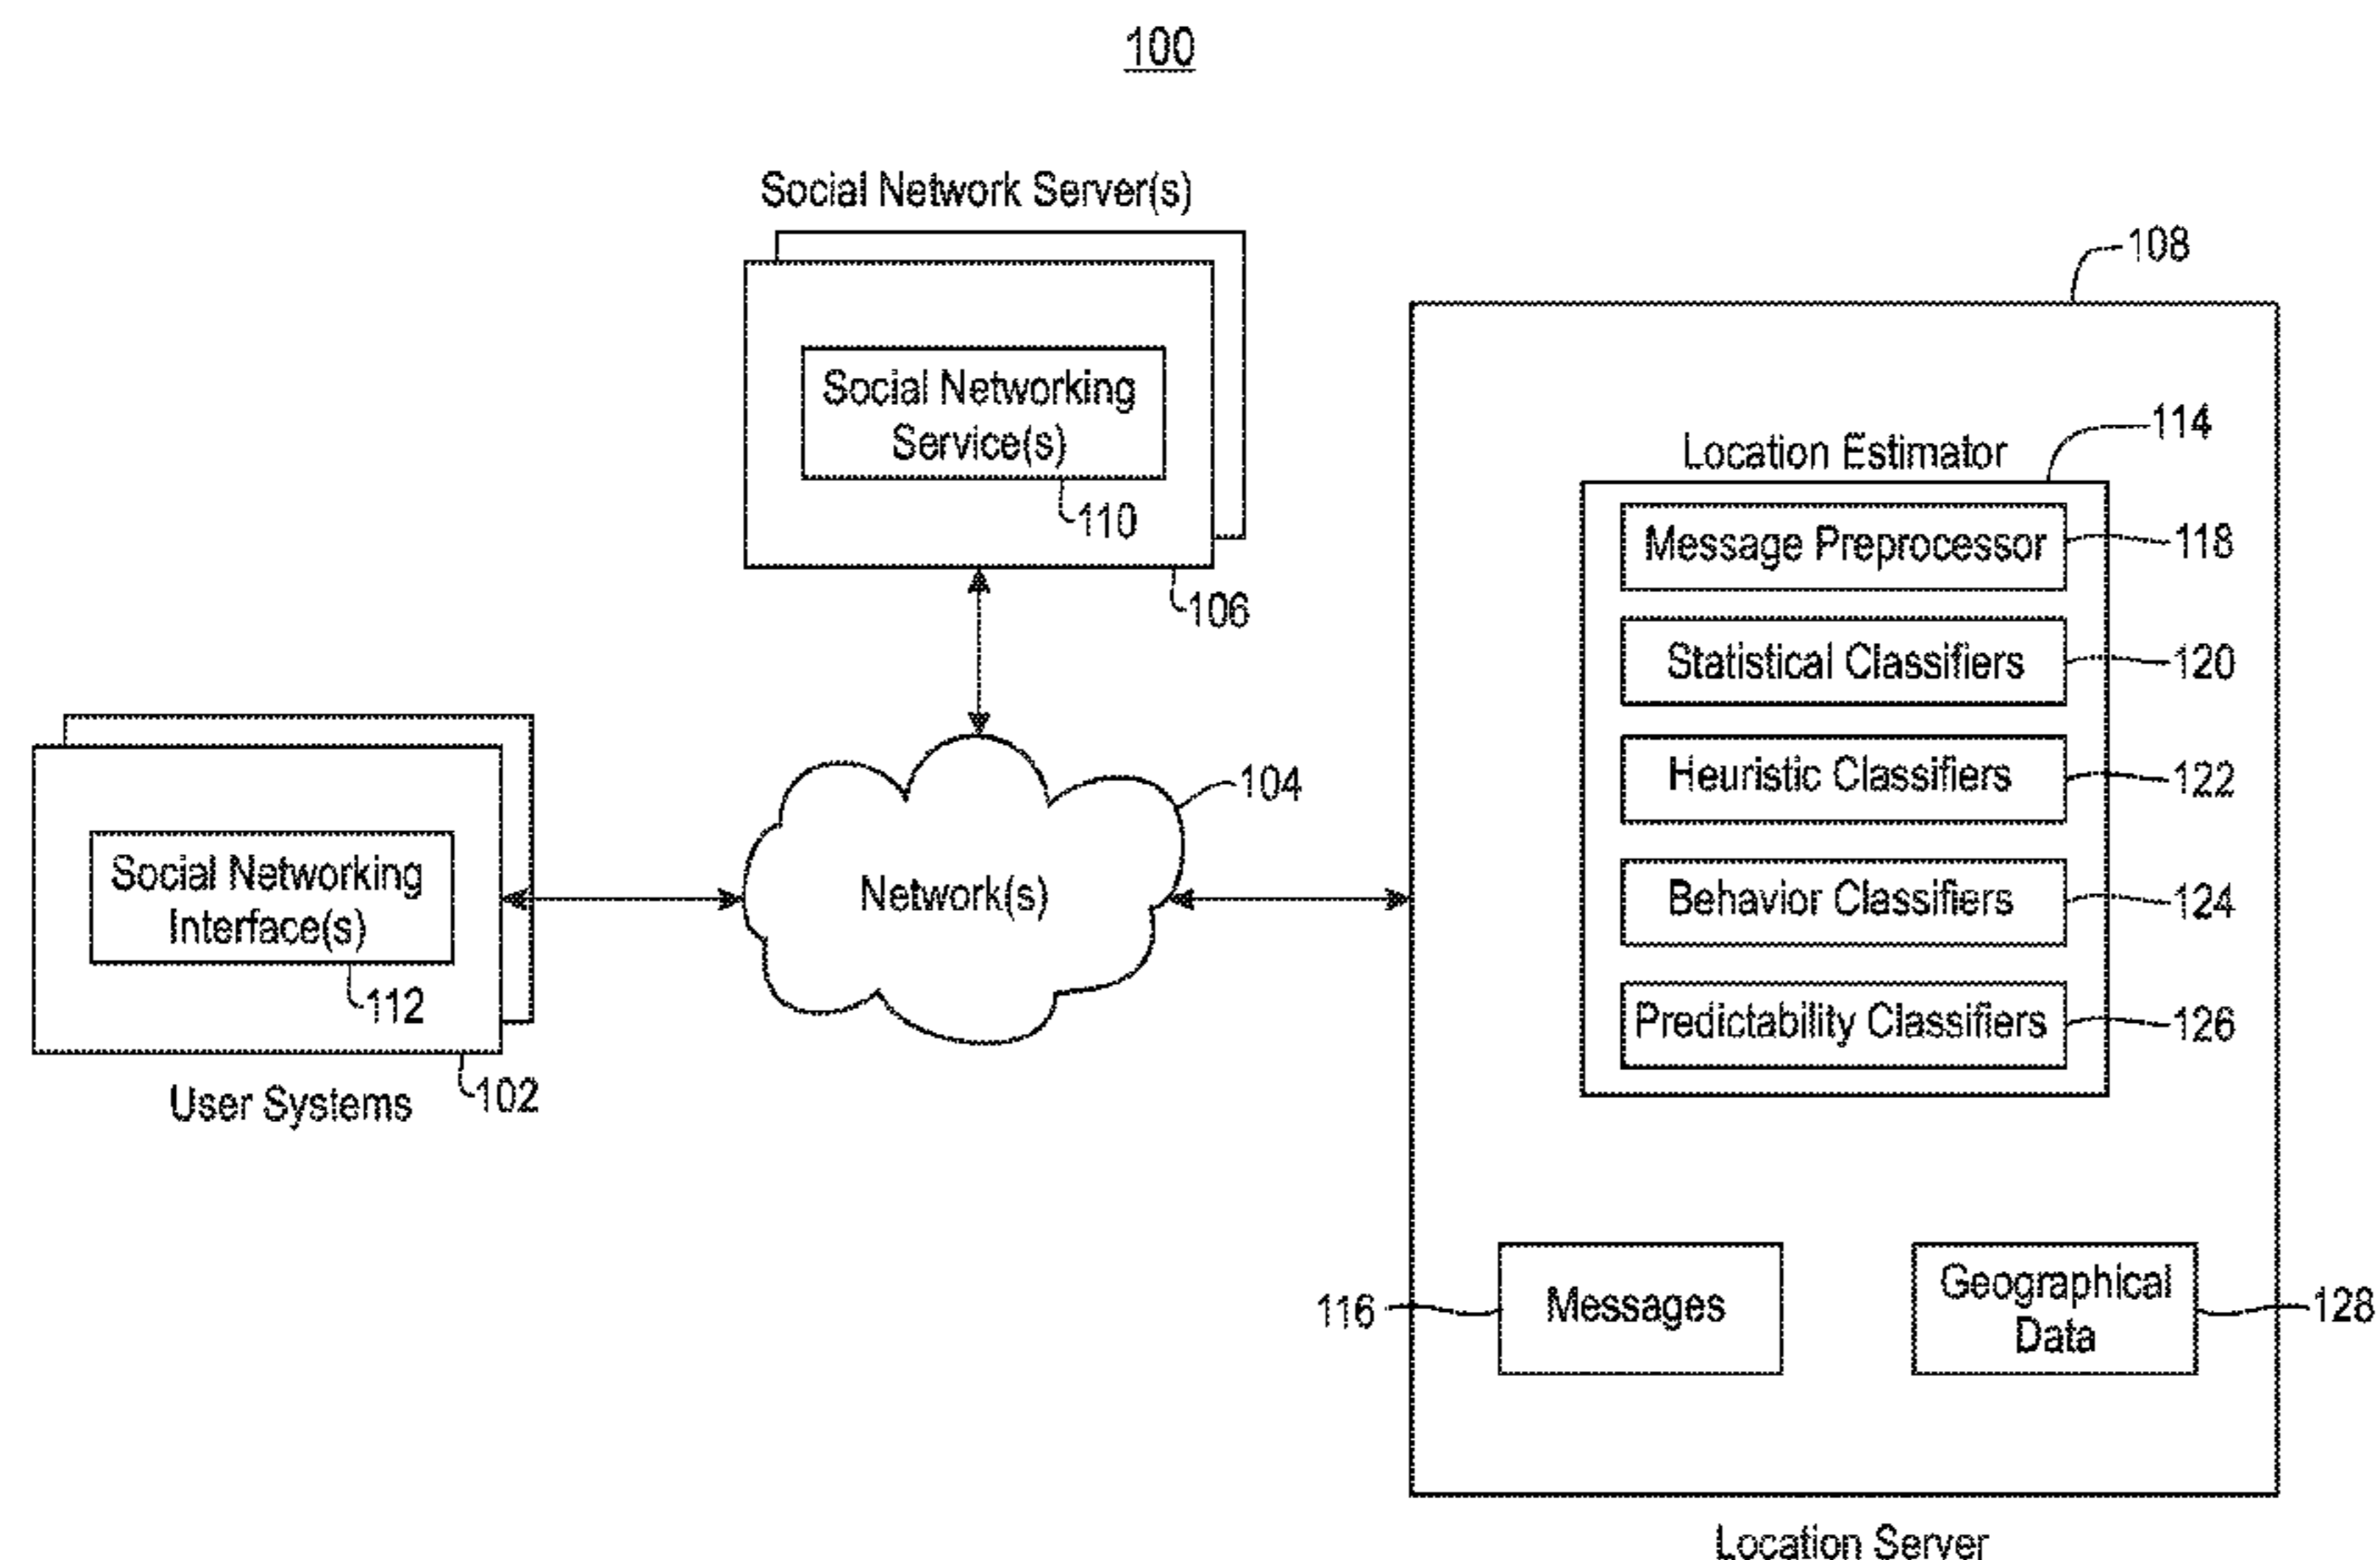 100
Social Network Server(s)
Social Networking
Service(s)
110
106
108
Location Estimator
114
Message Preprocessor
118
Statistical Classifiers
120
Heuristic Classifiers
122
Behavior Classifiers
124
Predictability Classifiers
126
Social Networking
Interface(s)
112
102
User Systems
Network(s)
104
116
Messages
Geographical
Data
128
Location Server